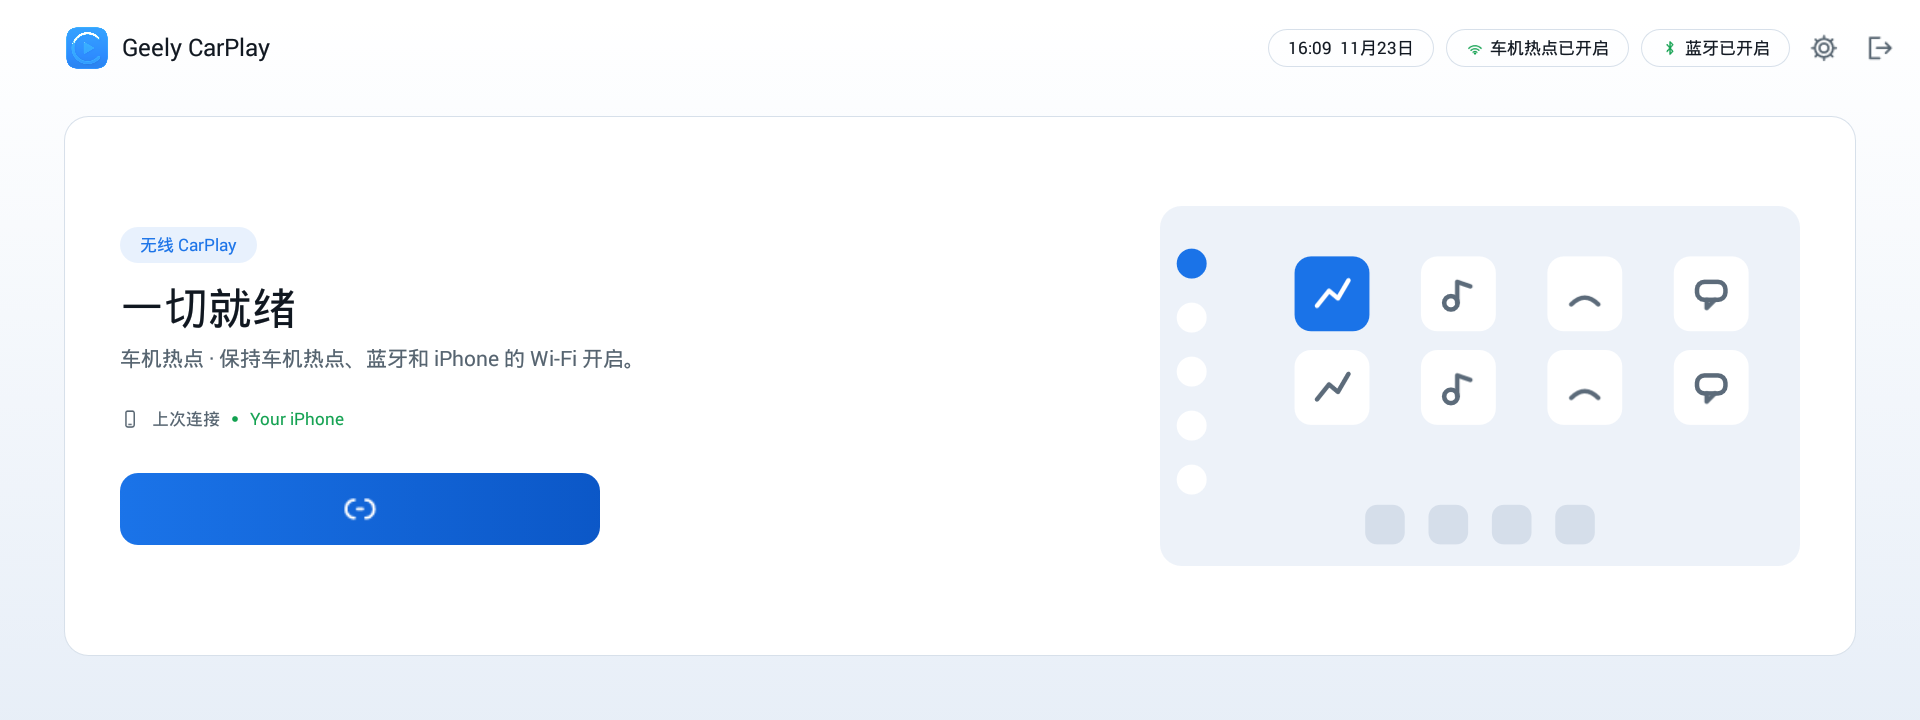 Geely CarPlay
16:09 11月23日
车机热点已开启
蓝牙已开启
无线 CarPlay
一切就绪
车机热点 · 保持车机热点、蓝牙和 iPhone 的 Wi-Fi 开启。
上次连接 • Your iPhone